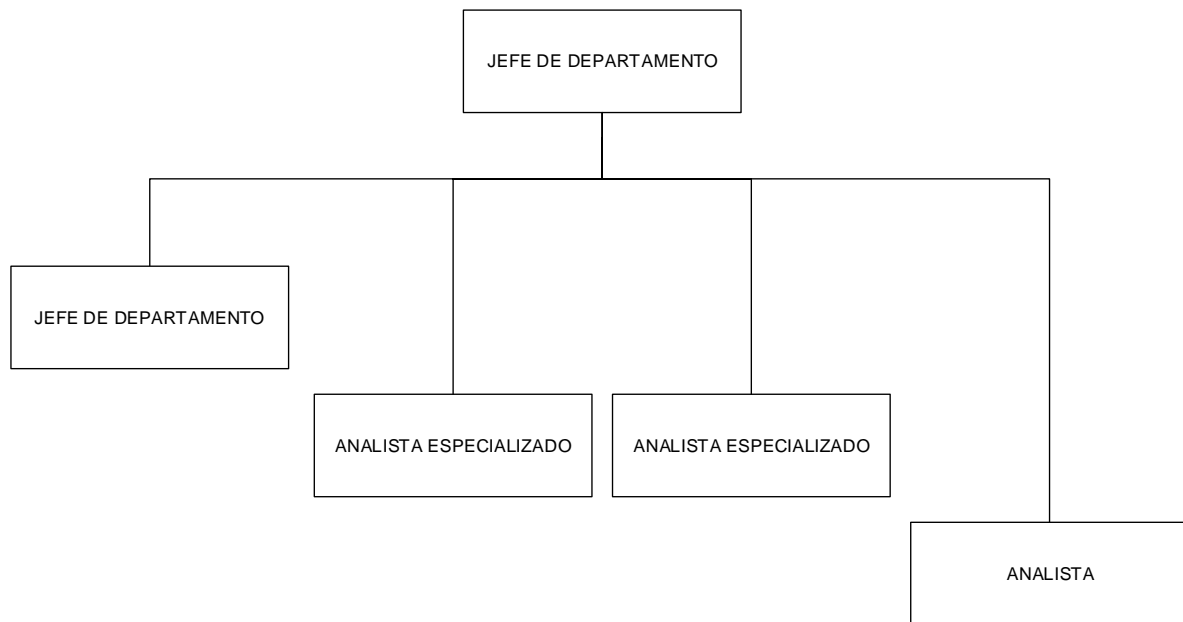 JEFE DE DEPARTAMENTO
JEFE DE DEPARTAMENTO
ANALISTA ESPECIALIZADO
ANALISTA ESPECIALIZADO
ANALISTA